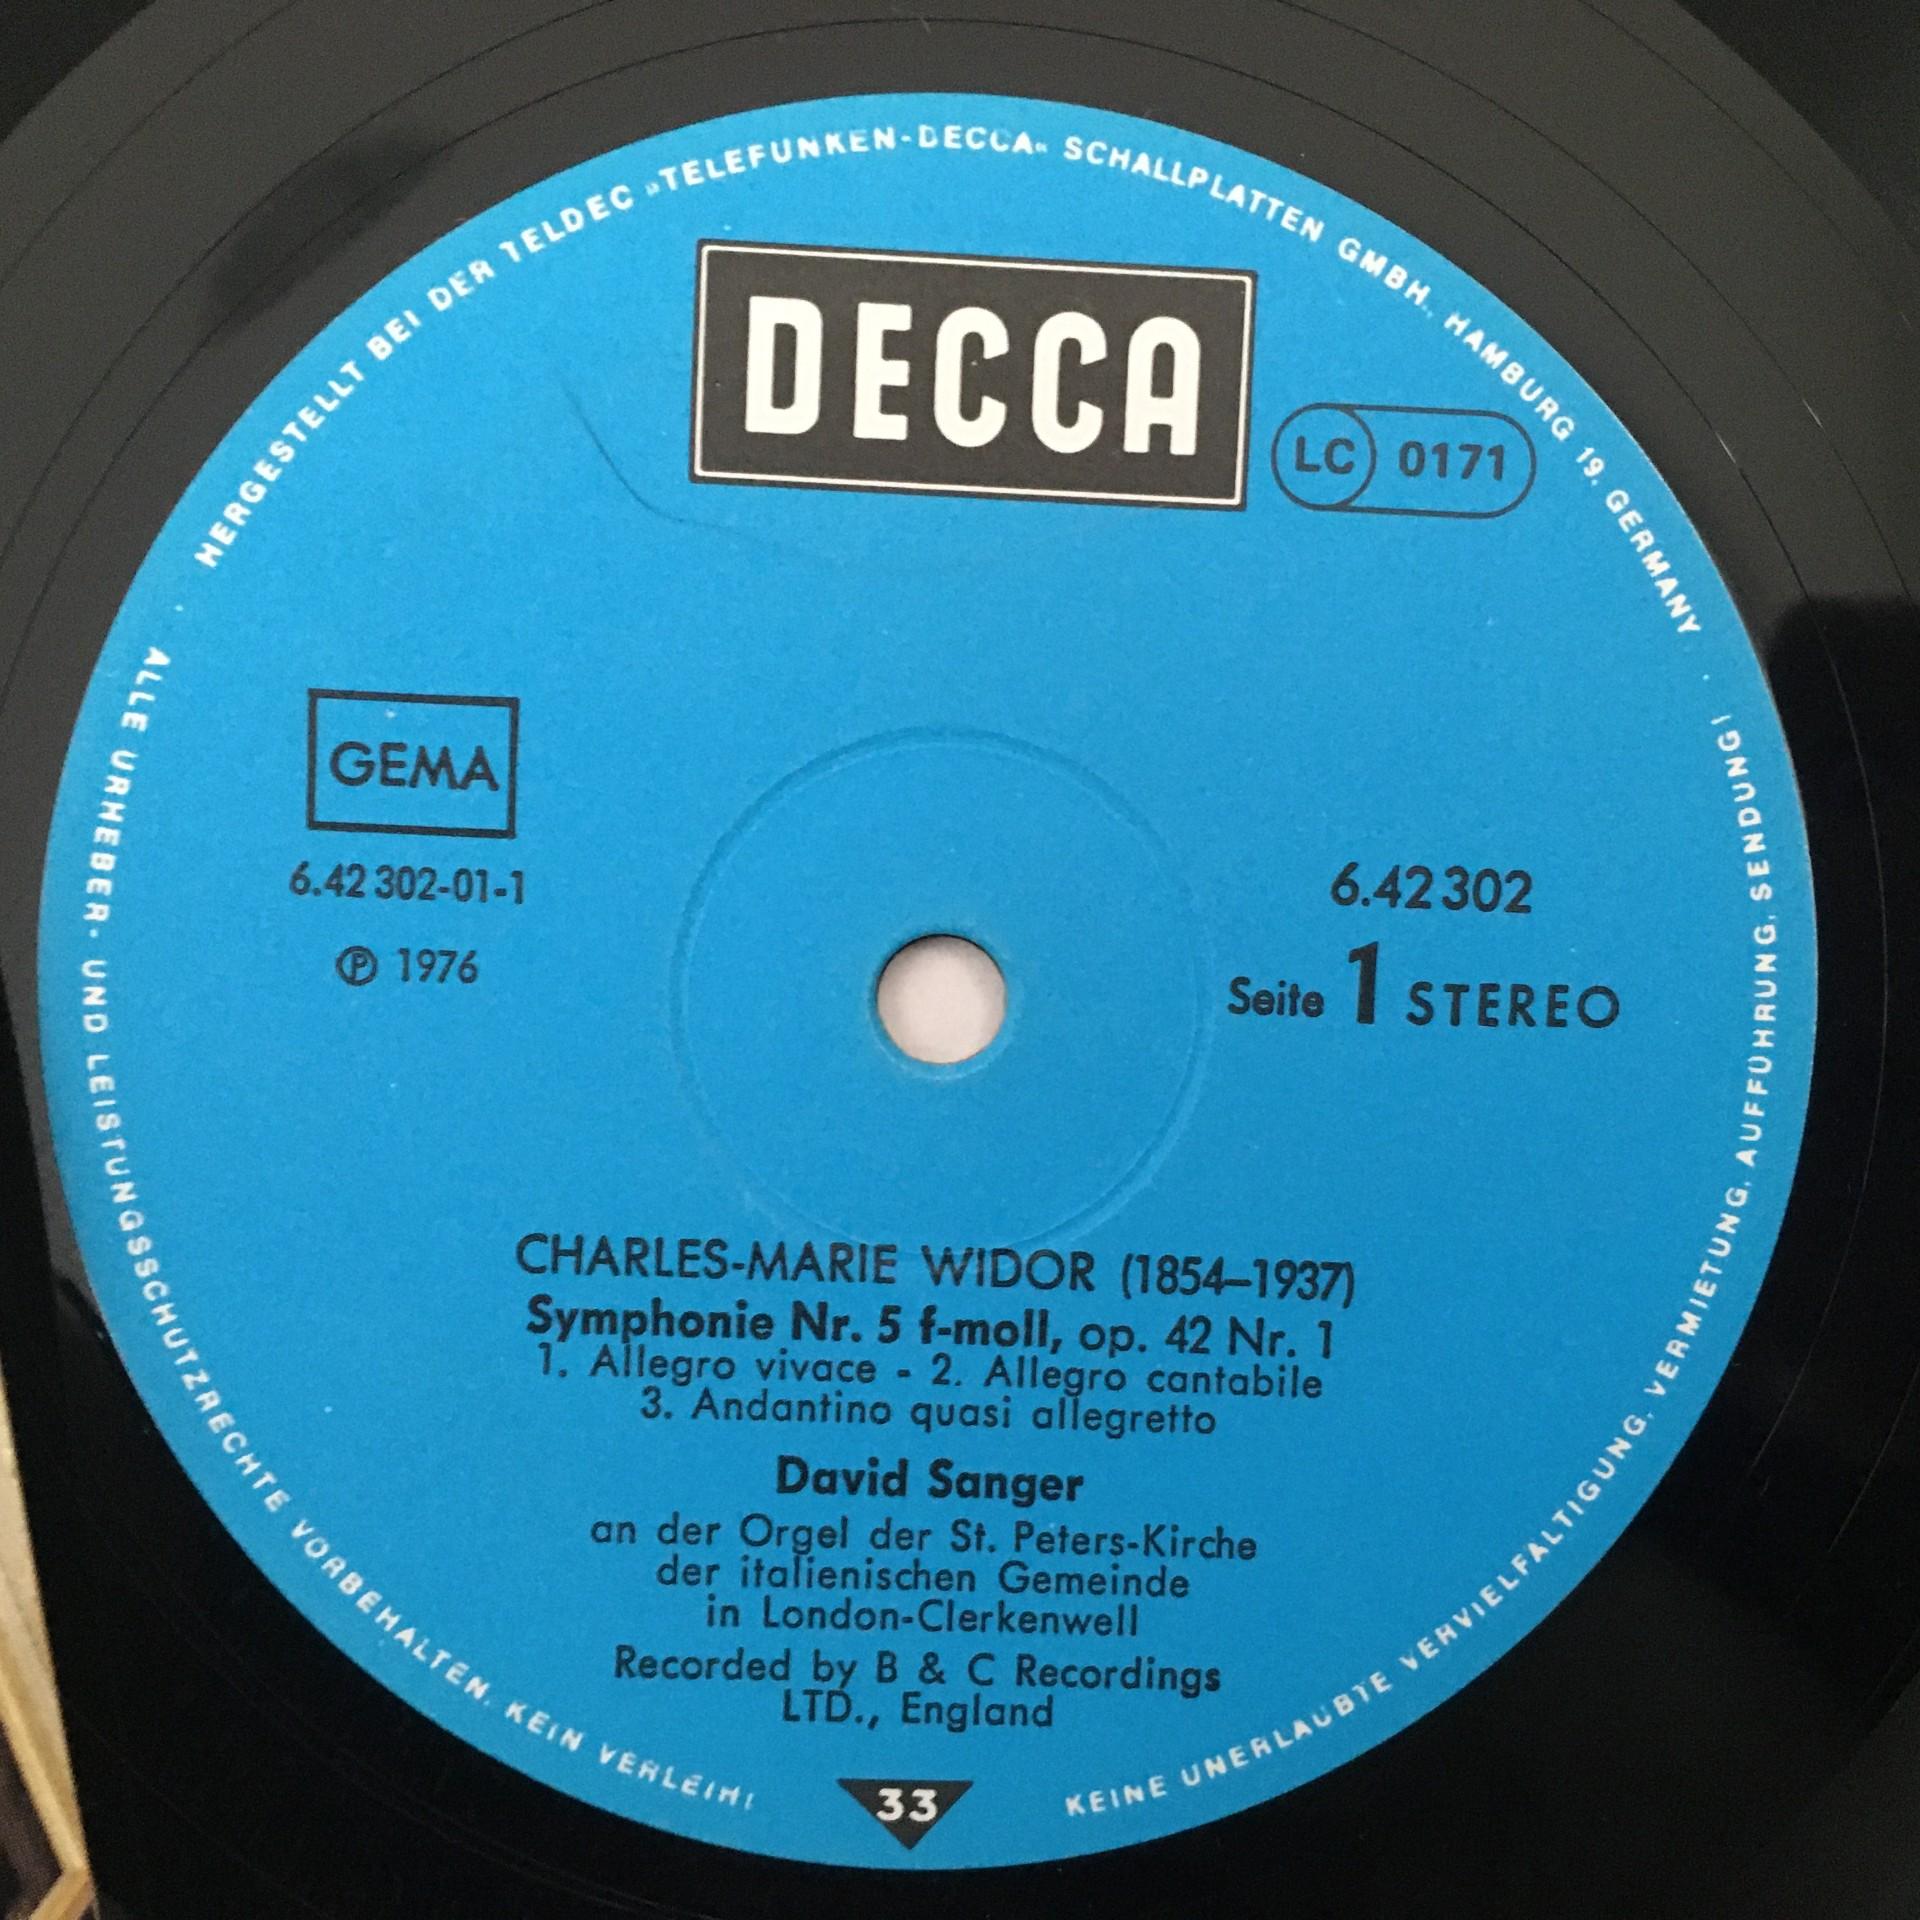 HERGESTELLT BEI DER TELDEC »TELEFUNKEN-DECCA« SCHALLPLATTEN GMBH., HAMBURG 19, GERMANY
DECCA
LC 0171
GEMA
6.42302-01-1
℗ 1976
6.42302
Seite 1 STEREO
CHARLES-MARIE WIDOR (1854–1937)
Symphonie Nr. 5 f-moll, op. 42 Nr. 1
1. Allegro vivace - 2. Allegro cantabile
3. Andantino quasi allegretto
David Sanger
an der Orgel der St. Peters-Kirche
der italienischen Gemeinde
in London-Clerkenwell
Recorded by B & C Recordings
LTD., England
33
ALLE URHEBER- UND LEISTUNGSSCHUTZRECHTE VORBEHALTEN. KEIN VERLEIH!
KEINE UNERLAUBTE VERVIELFÄLTIGUNG, VERMIETUNG, AUFFÜHRUNG, SENDUNG!